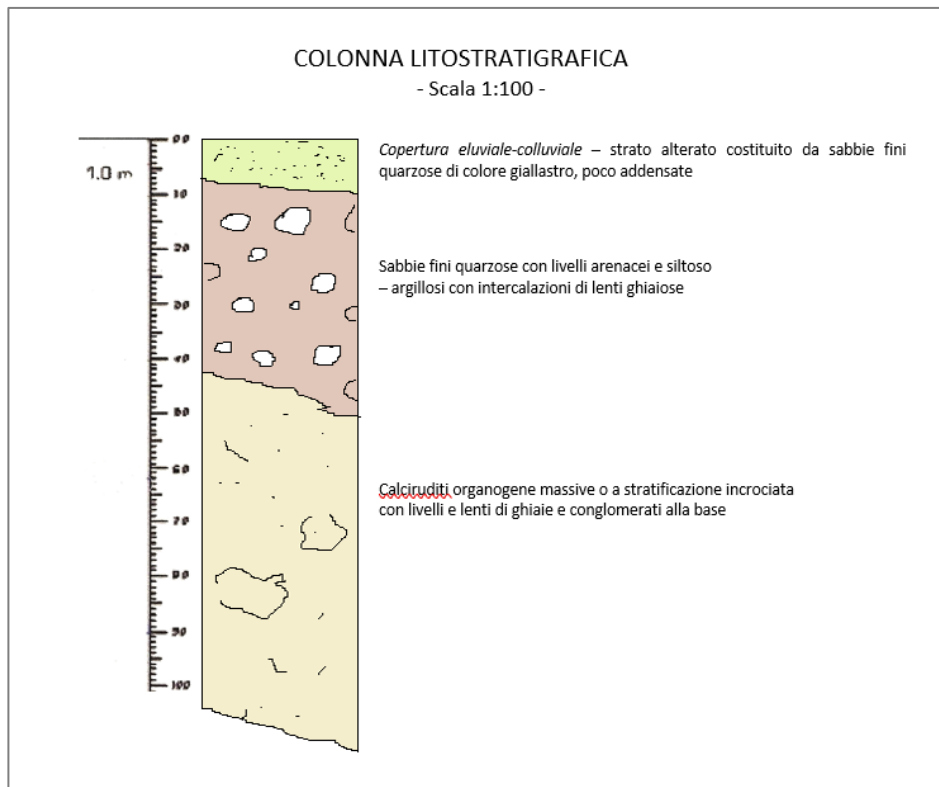 COLONNA LITOSTRATIGRAFICA
- Scala 1:100 -
1.0 m
00
10
20
30
40
50
60
70
80
90
100
Copertura eluviale-colluviale – strato alterato costituito da sabbie fini
quarzose di colore giallastro, poco addensate
Sabbie fini quarzose con livelli arenacei e siltoso
– argillosi con intercalazioni di lenti ghiaiose
Calciruditi organogene massive o a stratificazione incrociata
con livelli e lenti di ghiaie e conglomerati alla base